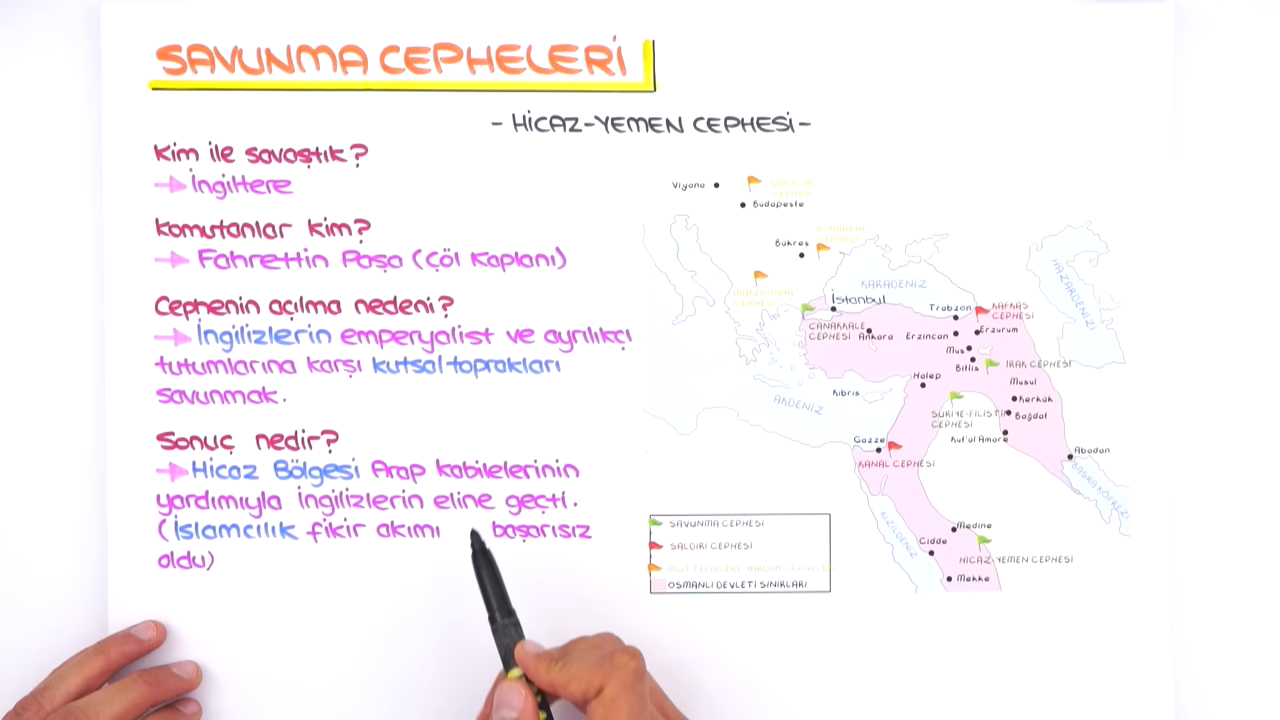 SAVUNMA CEPHELERİ
- HİCAZ-YEMEN CEPHESİ -
Kim ile savaştık?
İngiltere
Komutanlar kim?
Fahrettin Paşa (Çöl Kaplanı)
Cephenin açılma nedeni?
İngilizlerin emperyalist ve ayrılıkçı
tutumlarına karşı kutsal toprakları
savunmak.
Sonuç nedir?
Hicaz Bölgesi Arap kabilelerinin
yardımıyla İngilizlerin eline geçti.
(İslamcılık fikir akımı başarısız
oldu)
Viyana
Budapeşte
Bükreş
KARADENİZ
HAZAR DENİZİ
İstanbul
Trabzon
KAFKAS
CEPHESİ
ÇANAKKALE
CEPHESİ
Ankara
Erzincan
Erzurum
Muş
Bitlis
IRAK CEPHESİ
Halep
Musul
Kıbrıs
Kerkük
AKDENİZ
SURİYE-FİLİSTİN
CEPHESİ
Bağdat
Kut'ül Amare
Gazze
Abadan
KANAL CEPHESİ
BASRA KÖRFEZİ
KIZILDENİZ
Medine
Cidde
HİCAZ-YEMEN CEPHESİ
Mekke
SAVUNMA CEPHESİ
SALDIRI CEPHESİ
OSMANLI DEVLETİ SINIRLARI